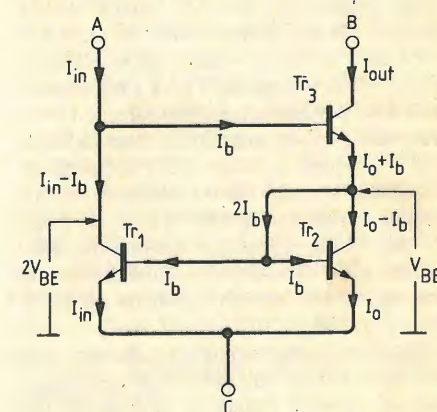 A
B
I_in
I_out
Tr_3
I_b
I_in-I_b
I_o+I_b
2I_b
I_o-I_b
Tr_1
Tr_2
2V_BE
I_b
I_b
V_BE
I_in
I_o
C